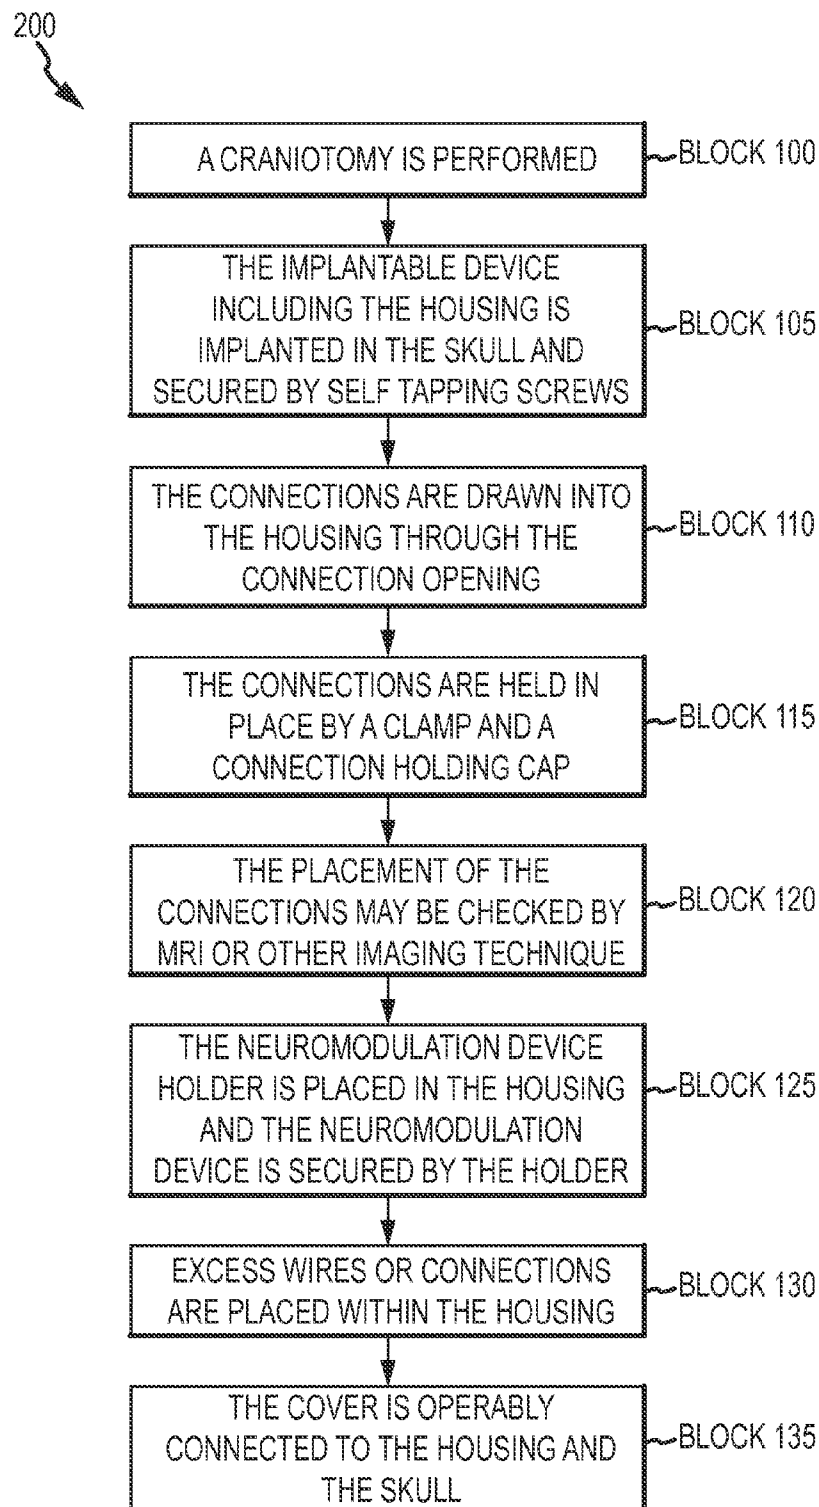 200
A CRANIOTOMY IS PERFORMED
BLOCK 100
THE IMPLANTABLE DEVICE
INCLUDING THE HOUSING IS
IMPLANTED IN THE SKULL AND
SECURED BY SELF TAPPING SCREWS
BLOCK 105
THE CONNECTIONS ARE DRAWN INTO
THE HOUSING THROUGH THE
CONNECTION OPENING
BLOCK 110
THE CONNECTIONS ARE HELD IN
PLACE BY A CLAMP AND A
CONNECTION HOLDING CAP
BLOCK 115
THE PLACEMENT OF THE
CONNECTIONS MAY BE CHECKED BY
MRI OR OTHER IMAGING TECHNIQUE
BLOCK 120
THE NEUROMODULATION DEVICE
HOLDER IS PLACED IN THE HOUSING
AND THE NEUROMODULATION
DEVICE IS SECURED BY THE HOLDER
BLOCK 125
EXCESS WIRES OR CONNECTIONS
ARE PLACED WITHIN THE HOUSING
BLOCK 130
THE COVER IS OPERABLY
CONNECTED TO THE HOUSING AND
THE SKULL
BLOCK 135